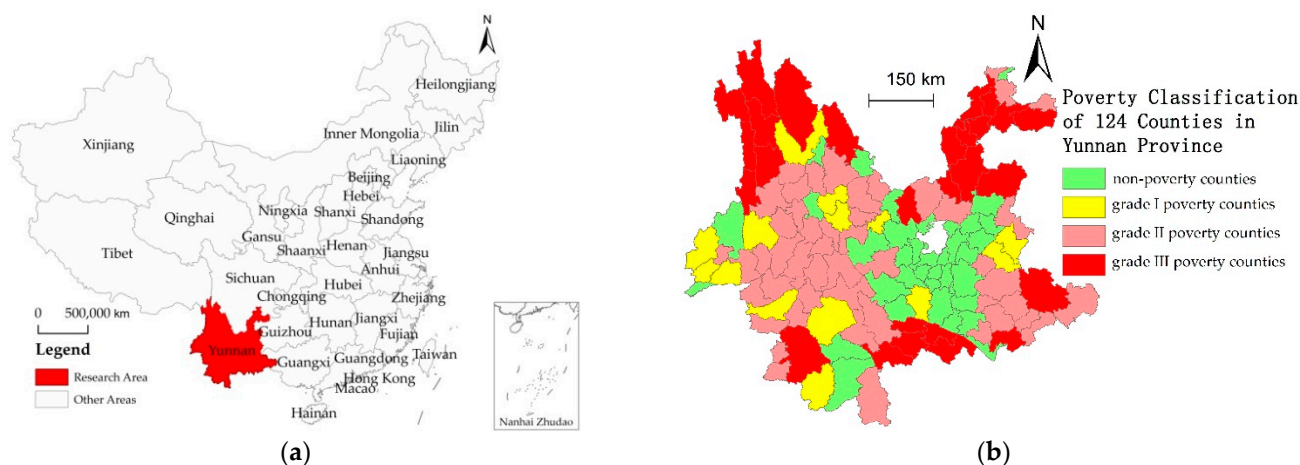 N
Heilongjiang
Jilin
Inner Mongolia
Liaoning
Xinjiang
Beijing
Hebei
Ningxia
Shanxi
Shandong
Qinghai
Gansu
Shaanxi
Henan
Jiangsu
Tibet
Anhui
Sichuan
Hubei
Chongqing
Zhejiang
Hunan
Jiangxi
Guizhou
Fujian
Yunnan
Guangxi
Guangdong
Taiwan
Hong Kong
Macao
Hainan
0 500,000 km
Legend
Research Area
Other Areas
Nanhai Zhudao
(a)
N
150 km
Poverty Classification
of 124 Counties in
Yunnan Province
non-poverty counties
grade I poverty counties
grade II poverty counties
grade III poverty counties
(b)